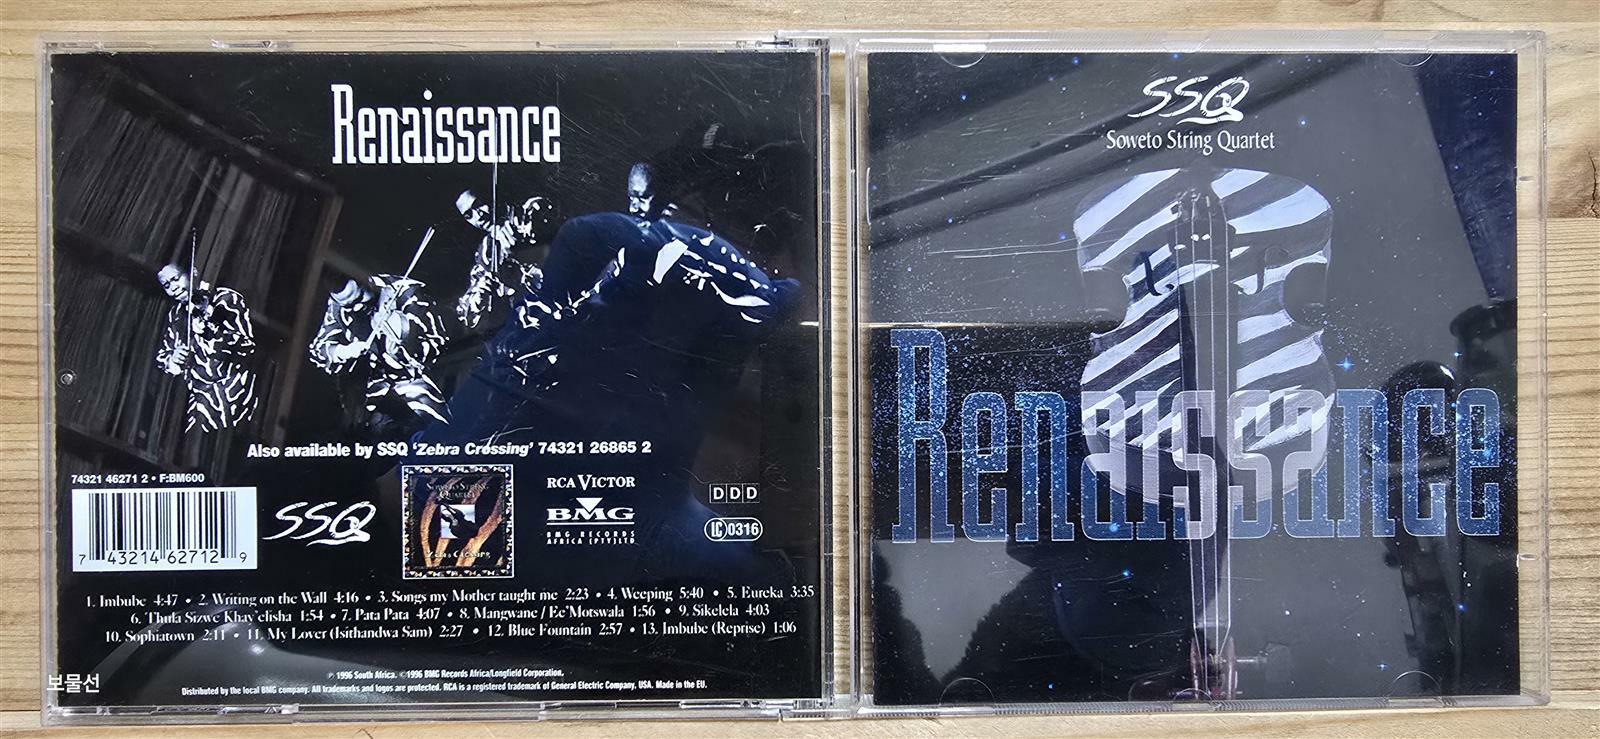 Renaissance
Also available by SSQ 'Zebra Crossing' 74321 26865 2
74321 46271 2 • F:BM600
7 43214 62712 9
SSQ
SOWETO STRING
QUARTET
Zebra Crossing
RCA VICTOR
BMG
BMG RECORDS
AFRICA (PTY) LTD
DDD
LC 0316
1. Imbube 4:47 • 2. Writing on the Wall 4:16 • 3. Songs my Mother taught me 2:23 • 4. Weeping 5:40 • 5. Eureka 3:35
6. Thula Sizwe Khay'elisha 1:54 • 7. Pata Pata 4:07 • 8. Mangwane / Ee'Motswala 1:56 • 9. Sikelela 4:03
10. Sophiatown 2:11 • 11. My Lover (Isithandwa Sam) 2:27 • 12. Blue Fountain 2:57 • 13. Imbube (Reprise) 1:06
℗ 1996 South Africa. ©1996 BMG Records Africa/Longfield Corporation.
Distributed by the local BMG company. All trademarks and logos are protected. RCA is a registered trademark of General Electric Company, USA. Made in the EU.
보물선
SSQ
Soweto String Quartet
Renaissance